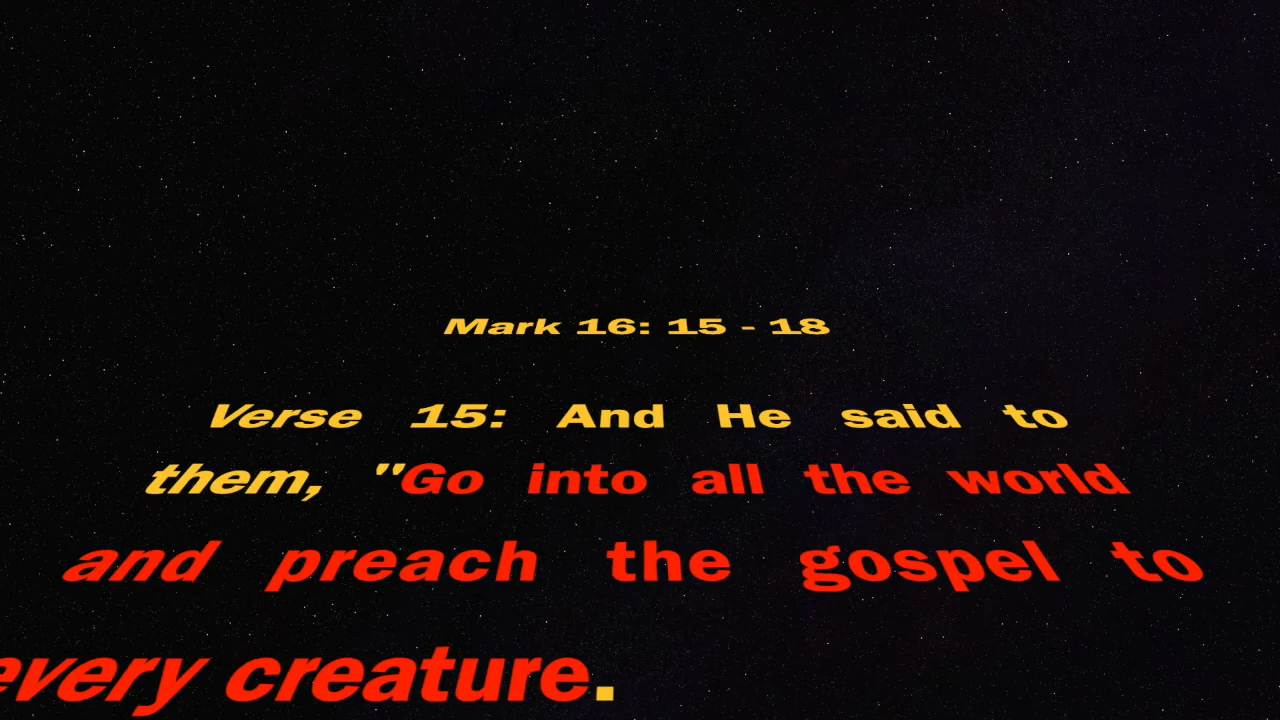 Mark 16: 15 - 18
Verse 15: And He said to
them, "Go into all the world
and preach the gospel to
every creature.